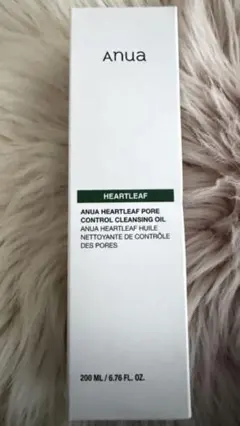 Anua
HEARTLEAF
ANUA HEARTLEAF PORE
CONTROL CLEANSING OIL
ANUA HEARTLEAF HUILE
NETTOYANTE DE CONTRÔLE
DES PORES
200 ML / 6.76 FL. OZ.